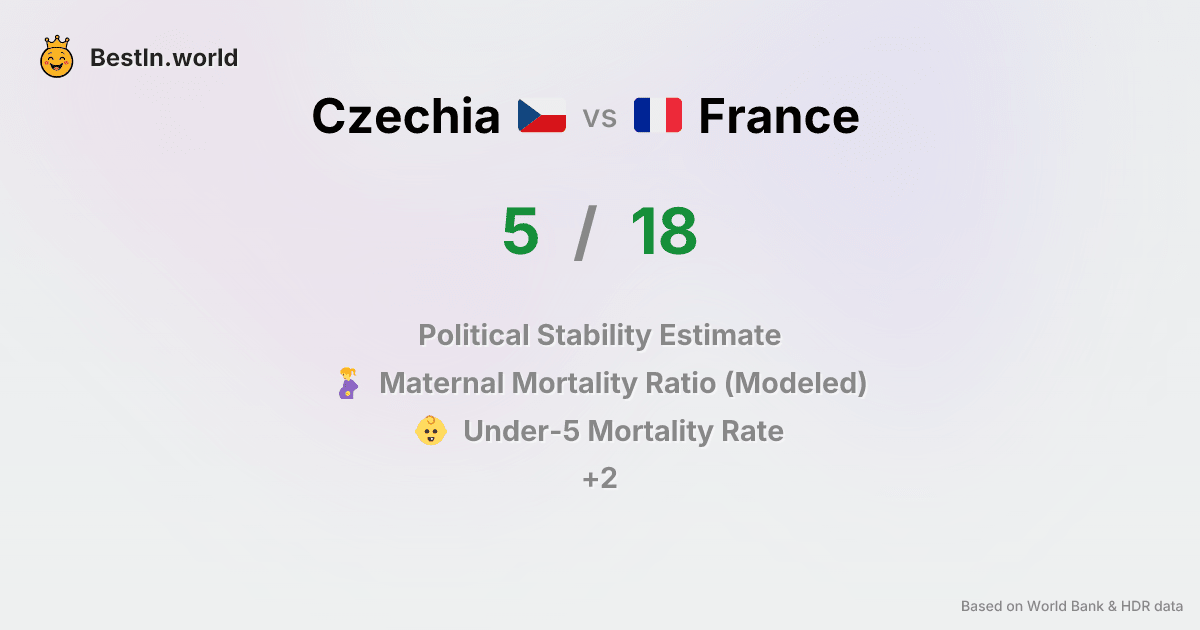 BestIn.world
Czechia vs France
5 / 18
Political Stability Estimate
Maternal Mortality Ratio (Modeled)
Under-5 Mortality Rate
+2
Based on World Bank & HDR data